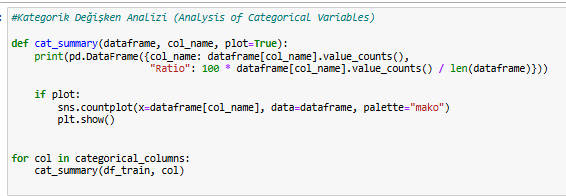 #Kategorik Değişken Analizi (Analysis of Categorical Variables)
def cat_summary(dataframe, col_name, plot=True):
    print(pd.DataFrame({col_name: dataframe[col_name].value_counts(),
                        "Ratio": 100 * dataframe[col_name].value_counts() / len(dataframe)}))
    if plot:
        sns.countplot(x=dataframe[col_name], data=dataframe, palette="mako")
        plt.show()
for col in categorical_columns:
    cat_summary(df_train, col)